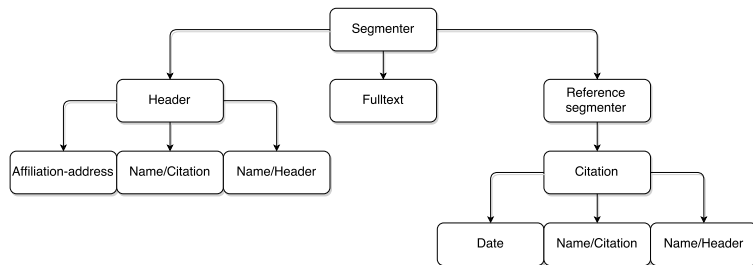 Segmenter
Header
Fulltext
Reference
segmenter
Affiliation-address
Name/Citation
Name/Header
Citation
Date
Name/Citation
Name/Header